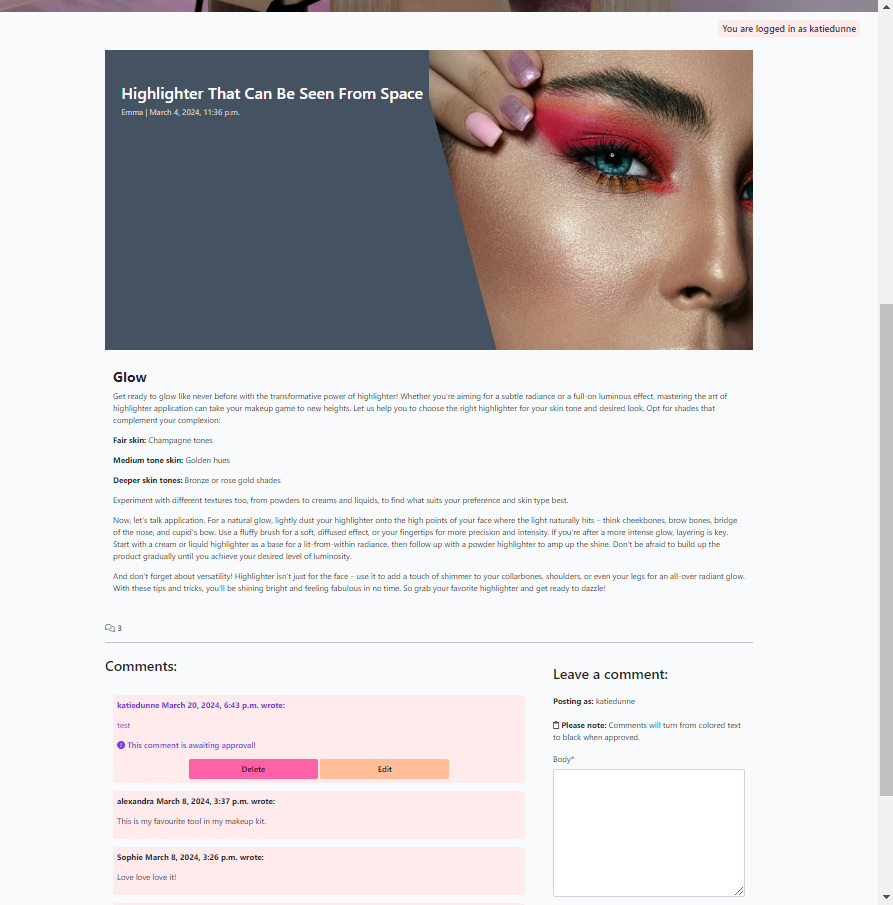 You are logged in as katiedunne
Highlighter That Can Be Seen From Space
Emma | March 4, 2024, 11:36 p.m.
Glow
Get ready to glow like never before with the transformative power of highlighter! Whether you're aiming for a subtle radiance or a full-on luminous effect, mastering the art of
highlighter application can take your makeup game to new heights. Let us help you to choose the right highlighter for your skin tone and desired look. Opt for shades that
complement your complexion:
Fair skin: Champagne tones
Medium tone skin: Golden hues
Deeper skin tones: Bronze or rose gold shades
Experiment with different textures too, from powders to creams and liquids, to find what suits your preference and skin type best.
Now, let's talk application. For a natural glow, lightly dust your highlighter onto the high points of your face where the light naturally hits – think cheekbones, brow bones, bridge
of the nose, and cupid's bow. Use a fluffy brush for a soft, diffused effect, or your fingertips for more precision and intensity. If you're after a more intense glow, layering is key.
Start with a cream or liquid highlighter as a base for a lit-from-within radiance, then follow up with a powder highlighter to amp up the shine. Don't be afraid to build up the
product gradually until you achieve your desired level of luminosity.
And don't forget about versatility! Highlighter isn't just for the face – use it to add a touch of shimmer to your collarbones, shoulders, or even your legs for an all-over radiant glow.
With these tips and tricks, you'll be shining bright and feeling fabulous in no time. So grab your favorite highlighter and get ready to dazzle!
3
Comments:
katiedunne March 20, 2024, 6:43 p.m. wrote:
test
This comment is awaiting approval!
Delete
Edit
alexandra March 8, 2024, 3:37 p.m. wrote:
This is my favourite tool in my makeup kit.
Sophie March 8, 2024, 3:26 p.m. wrote:
Love love love it!
Leave a comment:
Posting as: katiedunne
Please note: Comments will turn from colored text
to black when approved.
Body*